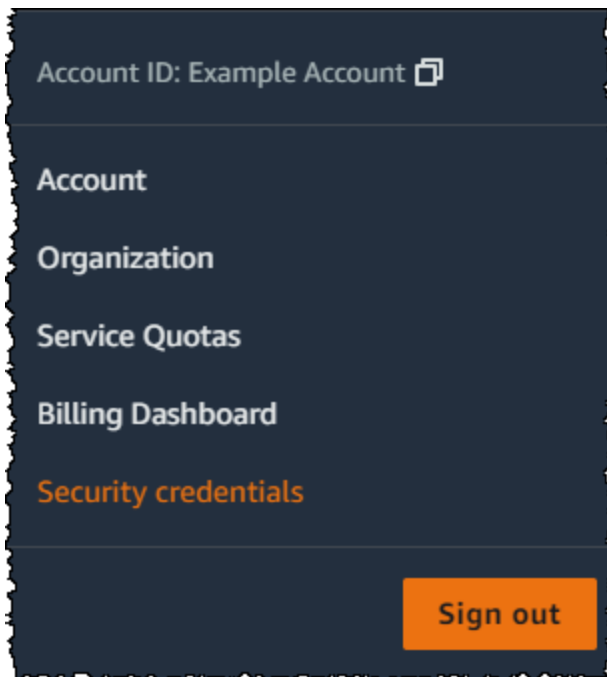 Account ID: Example Account
Account
Organization
Service Quotas
Billing Dashboard
Security credentials
Sign out